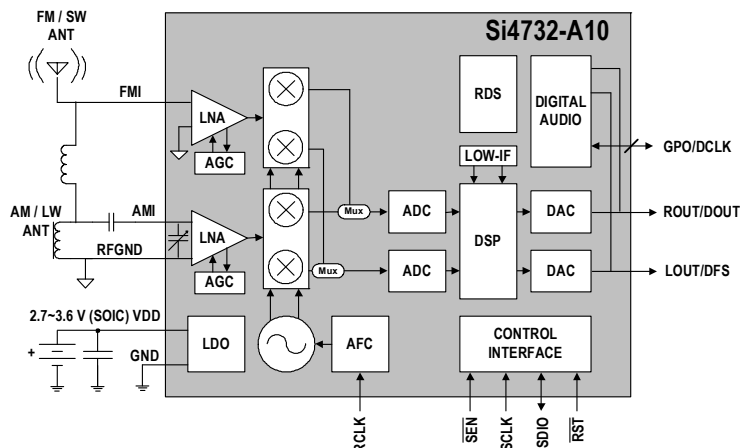 FM / SW
ANT
Si4732-A10
FMI
LNA
AGC
RDS
DIGITAL
AUDIO
GPO/DCLK
LOW-IF
AM / LW
ANT
AMI
RFGND
LNA
AGC
Mux
Mux
ADC
ADC
DSP
DAC
DAC
ROUT/DOUT
LOUT/DFS
2.7~3.6 V (SOIC) VDD
+
GND
LDO
AFC
CONTROL
INTERFACE
RCLK
SEN
SCLK
SDIO
RST